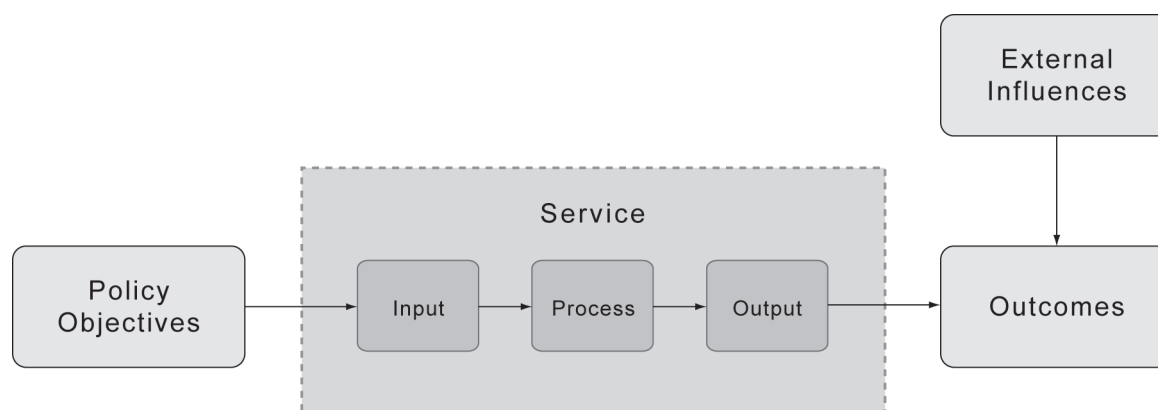 External
Influences
Service
Policy
Objectives
Input
Process
Output
Outcomes